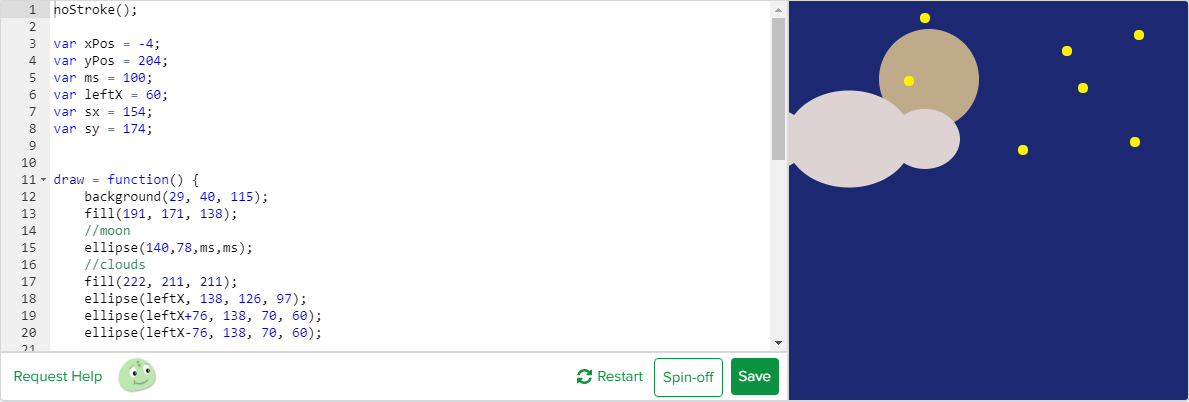 1 noStroke();
2
3 var xPos = -4;
4 var yPos = 204;
5 var ms = 100;
6 var leftX = 60;
7 var sx = 154;
8 var sy = 174;
9
10
11 draw = function() {
12 background(29, 40, 115);
13 fill(191, 171, 138);
14 //moon
15 ellipse(140,78,ms,ms);
16 //clouds
17 fill(222, 211, 211);
18 ellipse(leftX, 138, 126, 97);
19 ellipse(leftX+76, 138, 70, 60);
20 ellipse(leftX-76, 138, 70, 60);
21
Request Help Restart Spin-off Save